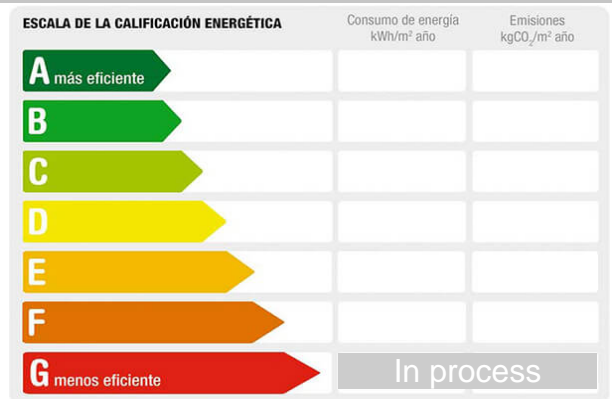 ESCALA DE LA CALIFICACIÓN ENERGÉTICA
Consumo de energía
kWh/m² año
Emisiones
kgCO₂/m² año
A más eficiente
B
C
D
E
F
G menos eficiente
In process